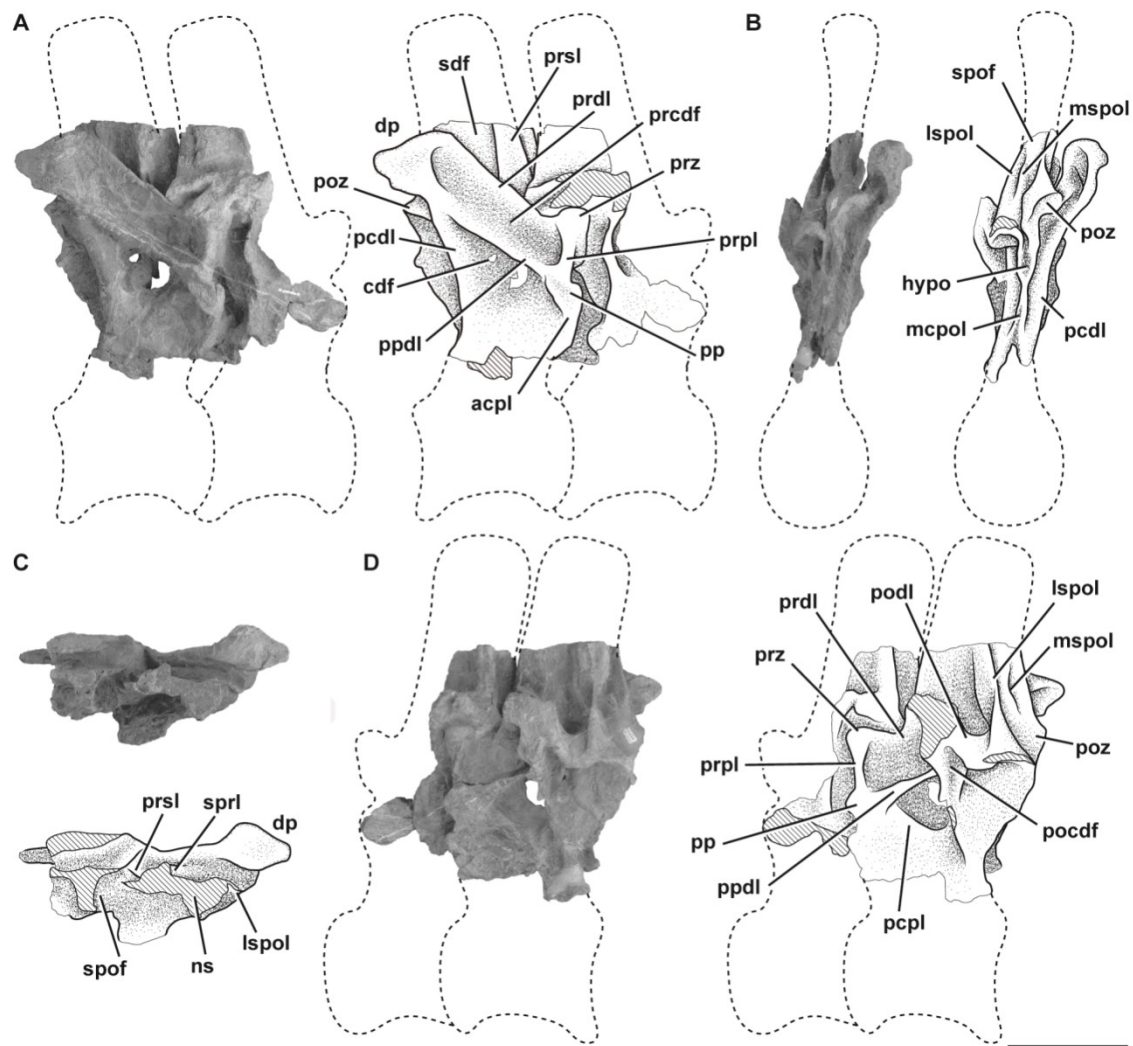 A
sdf
prsl
prdl
prcdf
dp
prz
poz
pcdl
prpl
cdf
ppdl
pp
acpl
B
spof
mspol
lspol
poz
hypo
mcpol
pcdl
C
prsl
sprl
dp
lspol
spof
ns
D
podl
lspol
prdl
mspol
prz
poz
prpl
pp
pocdf
ppdl
pcpl